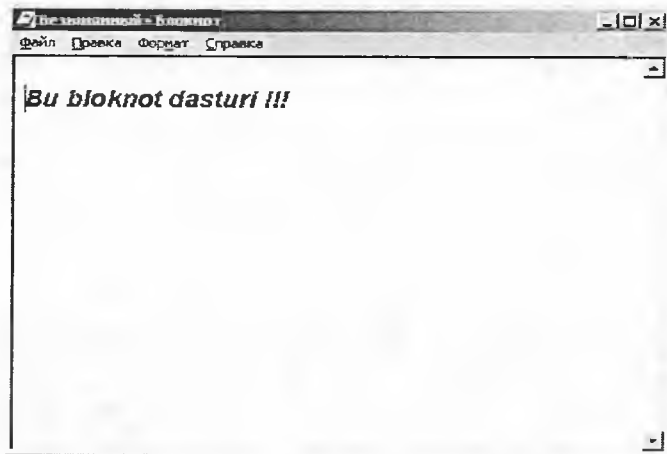 Безымянный - Блокнот
Файл Правка Формат Справка
Bu bloknot dasturi !!!